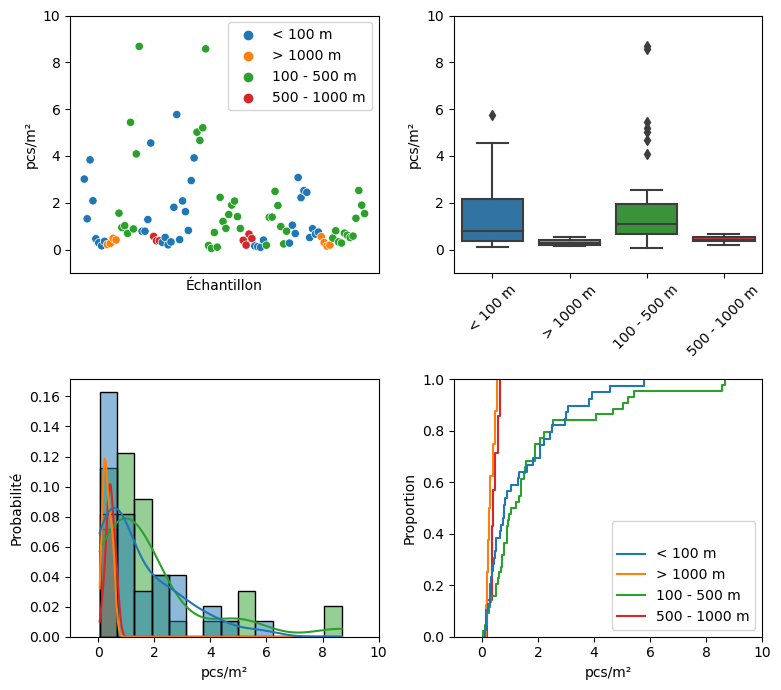 10
8
6
4
2
0
pcs/m²
Échantillon
< 100 m
> 1000 m
100 - 500 m
500 - 1000 m
10
8
6
4
2
0
pcs/m²
< 100 m
> 1000 m
100 - 500 m
500 - 1000 m
0.16
0.14
0.12
0.10
0.08
0.06
0.04
0.02
0.00
Probabilité
0 2 4 6 8 10
pcs/m²
1.0
0.8
0.6
0.4
0.2
0.0
Proportion
< 100 m
> 1000 m
100 - 500 m
500 - 1000 m
0 2 4 6 8 10
pcs/m²